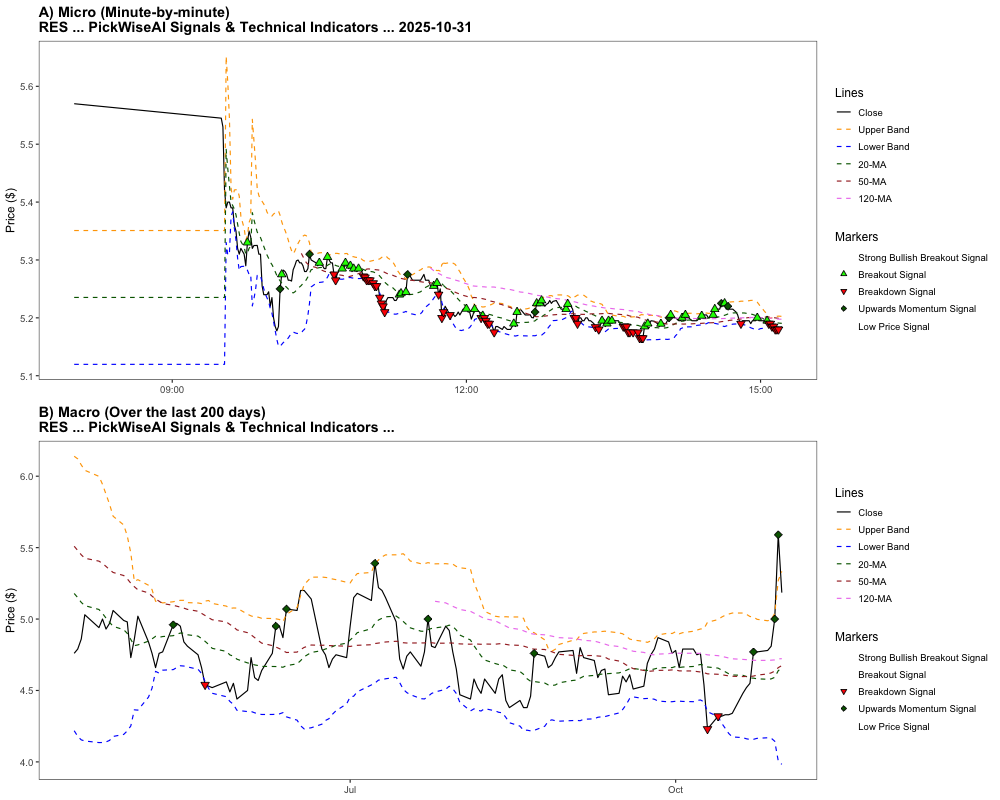 A) Micro (Minute-by-minute)
RES ... PickWiseAI Signals & Technical Indicators ... 2025-10-31
Price ($)
5.6
5.5
5.4
5.3
5.2
5.1
09:00
12:00
15:00
Lines
Close
Upper Band
Lower Band
20-MA
50-MA
120-MA
Markers
Strong Bullish Breakout Signal
Breakout Signal
Breakdown Signal
Upwards Momentum Signal
Low Price Signal
B) Macro (Over the last 200 days)
RES ... PickWiseAI Signals & Technical Indicators ...
Price ($)
6.0
5.5
5.0
4.5
4.0
Jul
Oct
Lines
Close
Upper Band
Lower Band
20-MA
50-MA
120-MA
Markers
Strong Bullish Breakout Signal
Breakout Signal
Breakdown Signal
Upwards Momentum Signal
Low Price Signal